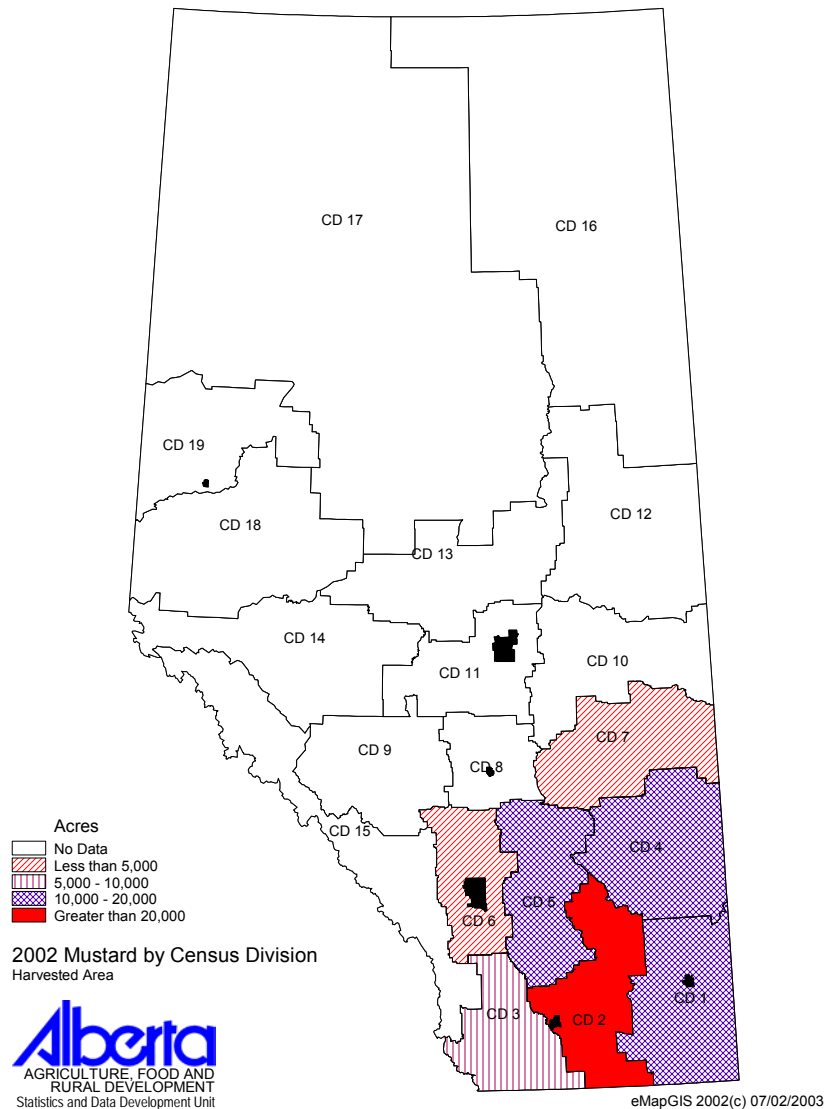 CD 17
CD 16
CD 19
CD 18
CD 12
CD 13
CD 14
CD 11
CD 10
CD 7
CD 9
CD 8
CD 15
CD 4
CD 5
CD 6
CD 1
CD 3
CD 2
Acres
No Data
Less than 5,000
5,000 - 10,000
10,000 - 20,000
Greater than 20,000
2002 Mustard by Census Division
Harvested Area
Alberta
AGRICULTURE, FOOD AND
RURAL DEVELOPMENT
Statistics and Data Development Unit
eMapGIS 2002(c) 07/02/2003